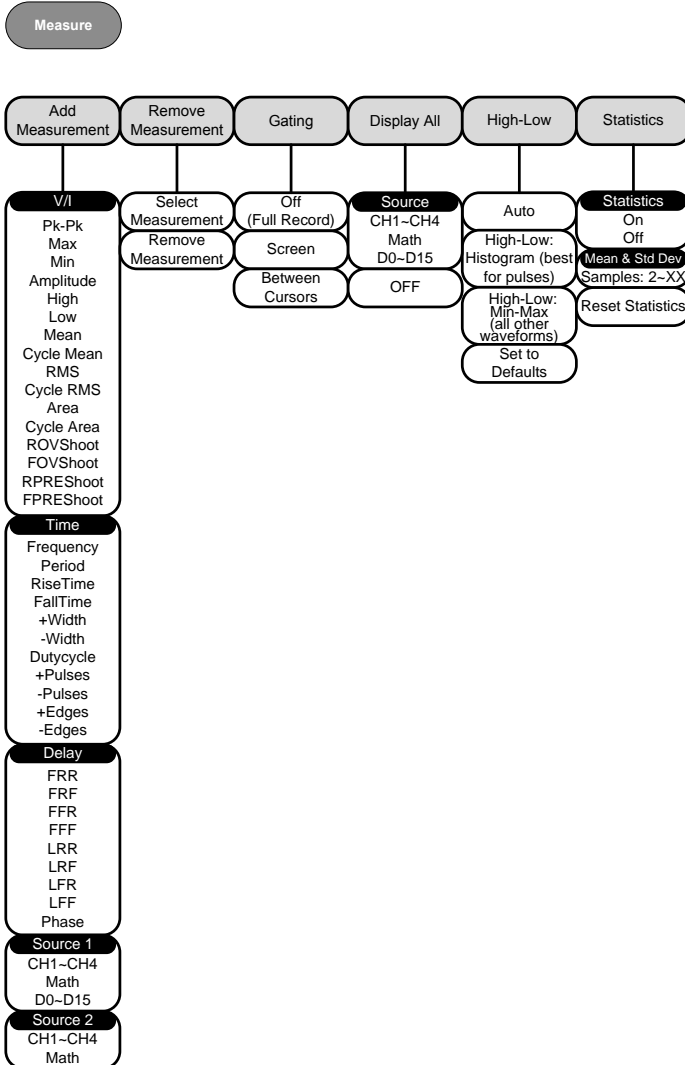 Measure
Add
Measurement
Remove
Measurement
Gating
Display All
High-Low
Statistics
V/I
Pk-Pk
Max
Min
Amplitude
High
Low
Mean
Cycle Mean
RMS
Cycle RMS
Area
Cycle Area
ROVShoot
FOVShoot
RPREShoot
FPREShoot
Time
Frequency
Period
RiseTime
FallTime
+Width
-Width
Dutycycle
+Pulses
-Pulses
+Edges
-Edges
Delay
FRR
FRF
FFR
FFF
LRR
LRF
LFR
LFF
Phase
Source 1
CH1~CH4
Math
D0~D15
Source 2
CH1~CH4
Math
Select
Measurement
Remove
Measurement
Off
(Full Record)
Screen
Between
Cursors
Source
CH1~CH4
Math
D0~D15
OFF
Auto
High-Low:
Histogram (best
for pulses)
High-Low:
Min-Max
(all other
waveforms)
Set to
Defaults
Statistics
On
Off
Mean & Std Dev
Samples: 2~XX
Reset Statistics